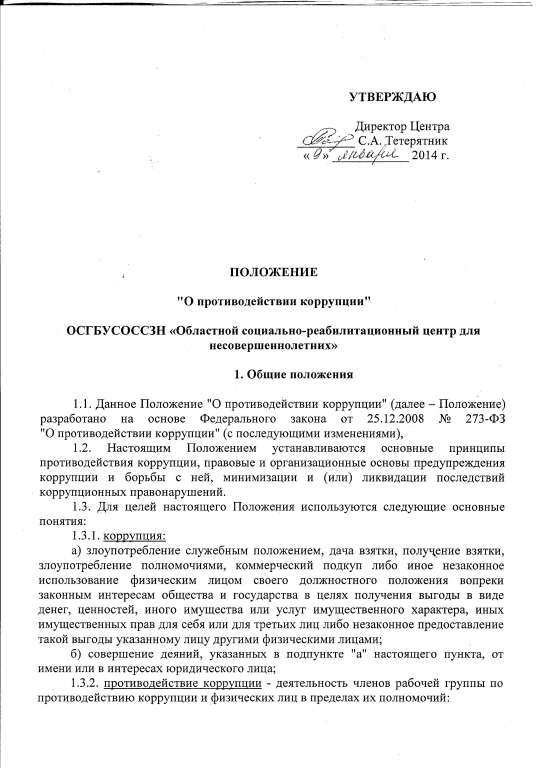 УТВЕРЖДАЮ
Директор Центра
С.А. Тетерятник
« 9 » января 2014 г.
ПОЛОЖЕНИЕ
"О противодействии коррупции"
ОСГБУСОССЗН «Областной социально-реабилитационный центр для
несовершеннолетних»
1. Общие положения
1.1. Данное Положение "О противодействии коррупции" (далее – Положение)
разработано на основе Федерального закона от 25.12.2008 № 273-ФЗ
"О противодействии коррупции" (с последующими изменениями),
1.2. Настоящим Положением устанавливаются основные принципы
противодействия коррупции, правовые и организационные основы предупреждения
коррупции и борьбы с ней, минимизации и (или) ликвидации последствий
коррупционных правонарушений.
1.3. Для целей настоящего Положения используются следующие основные
понятия:
1.3.1. коррупция:
а) злоупотребление служебным положением, дача взятки, получение взятки,
злоупотребление полномочиями, коммерческий подкуп либо иное незаконное
использование физическим лицом своего должностного положения вопреки
законным интересам общества и государства в целях получения выгоды в виде
денег, ценностей, иного имущества или услуг имущественного характера, иных
имущественных прав для себя или для третьих лиц либо незаконное предоставление
такой выгоды указанному лицу другими физическими лицами;
б) совершение деяний, указанных в подпункте "а" настоящего пункта, от
имени или в интересах юридического лица;
1.3.2. противодействие коррупции - деятельность членов рабочей группы по
противодействию коррупции и физических лиц в пределах их полномочий: